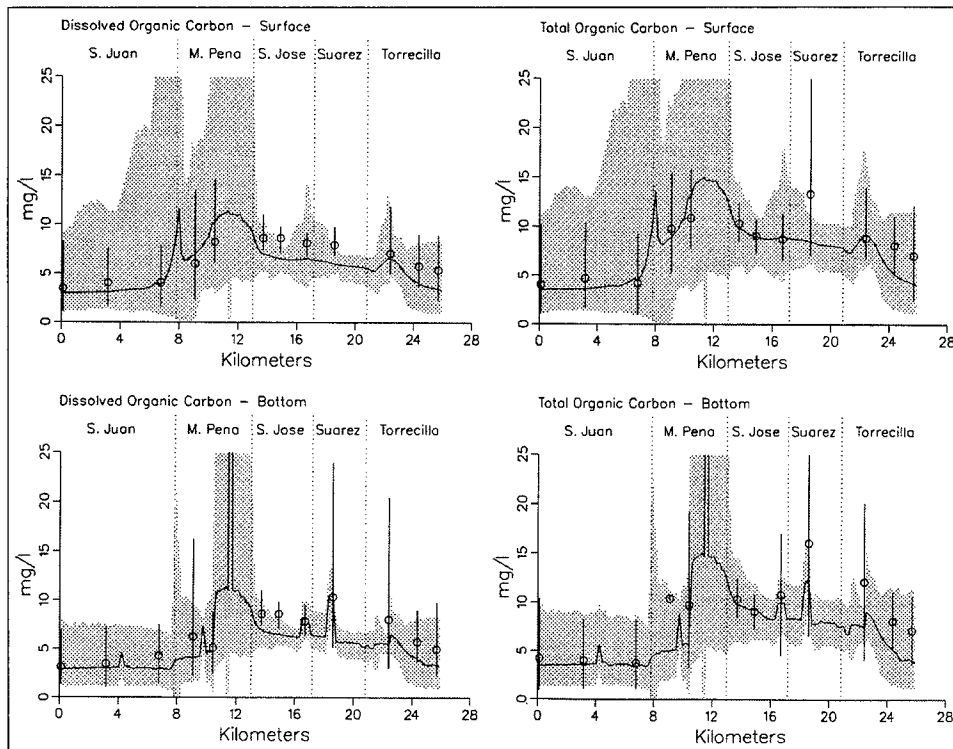 Dissolved Organic Carbon – Surface
S. Juan M. Pena S. Jose Suarez Torrecilla
25
20
15
10
5
0
mg/l
0 4 8 12 16 20 24 28
Kilometers
Total Organic Carbon – Surface
S. Juan M. Pena S. Jose Suarez Torrecilla
25
20
15
10
5
0
mg/l
0 4 8 12 16 20 24 28
Kilometers
Dissolved Organic Carbon – Bottom
S. Juan M. Pena S. Jose Suarez Torrecilla
25
20
15
10
5
0
mg/l
0 4 8 12 16 20 24 28
Kilometers
Total Organic Carbon – Bottom
S. Juan M. Pena S. Jose Suarez Torrecilla
25
20
15
10
5
0
mg/l
0 4 8 12 16 20 24 28
Kilometers